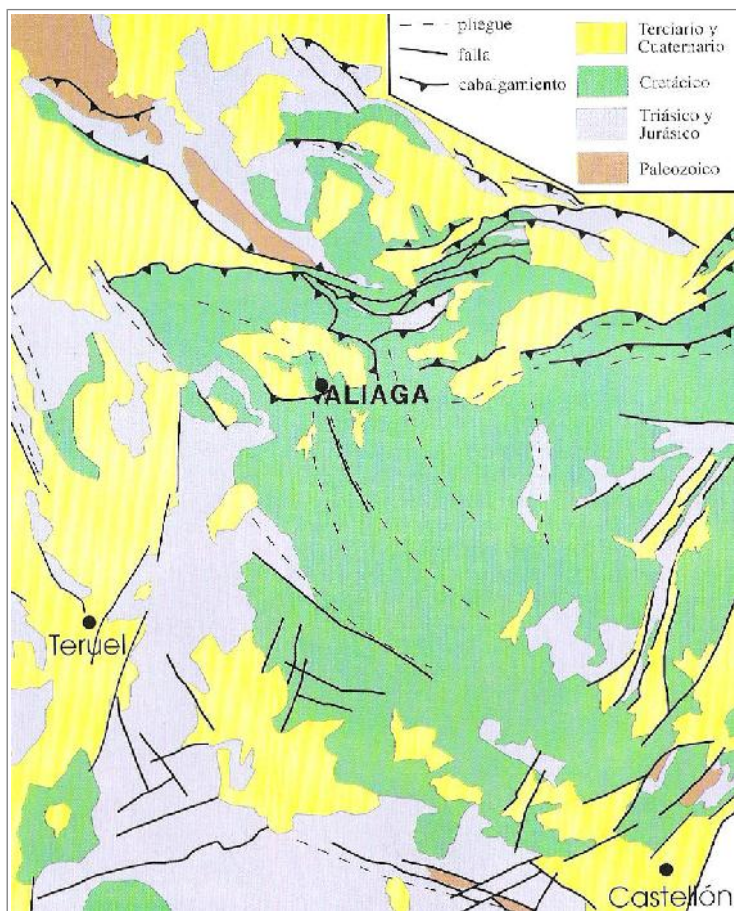 pliegue
falla
cabalgamiento
Terciario y
Cuaternario
Cretácico
Triásico y
Jurásico
Paleozoico
ALIAGA
Teruel
Castellón